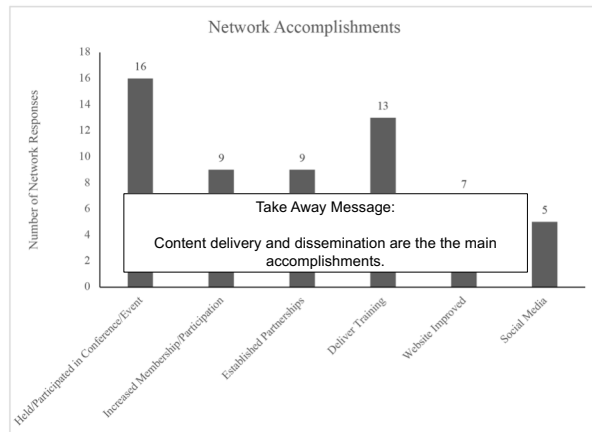 Network Accomplishments
Number of Network Responses
18
16
14
12
10
8
6
4
2
0
16
9
9
13
7
5
Take Away Message:
Content delivery and dissemination are the the main
accomplishments.
Held/Participated in Conference/Event
Increased Membership/Participation
Established Partnerships
Deliver Training
Website Improved
Social Media